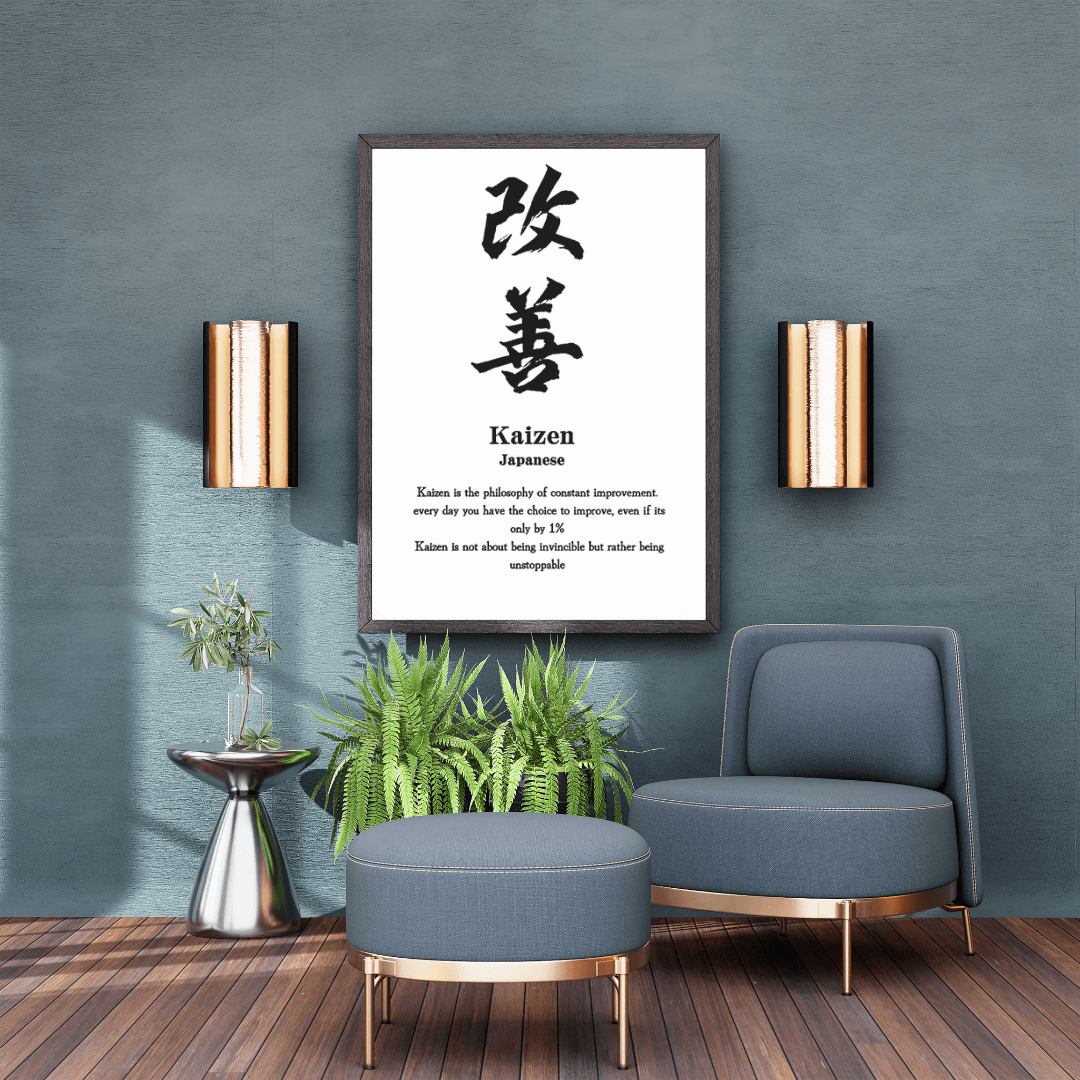 改
善
Kaizen
Japanese
Kaizen is the philosophy of constant improvement.
every day you have the choice to improve, even if its
only by 1%
Kaizen is not about being invincible but rather being
unstoppable